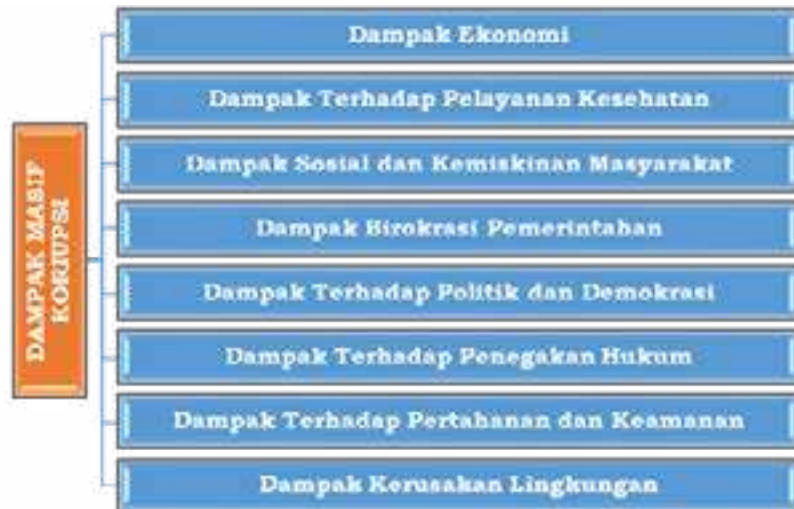 DAMPAK MASIF
KORUPSI
Dampak Ekonomi
Dampak Terhadap Pelayanan Kesehatan
Dampak Sosial dan Kemiskinan Masyarakat
Dampak Birokrasi Pemerintahan
Dampak Terhadap Politik dan Demokrasi
Dampak Terhadap Penegakan Hukum
Dampak Terhadap Pertahanan dan Keamanan
Dampak Kerusakan Lingkungan